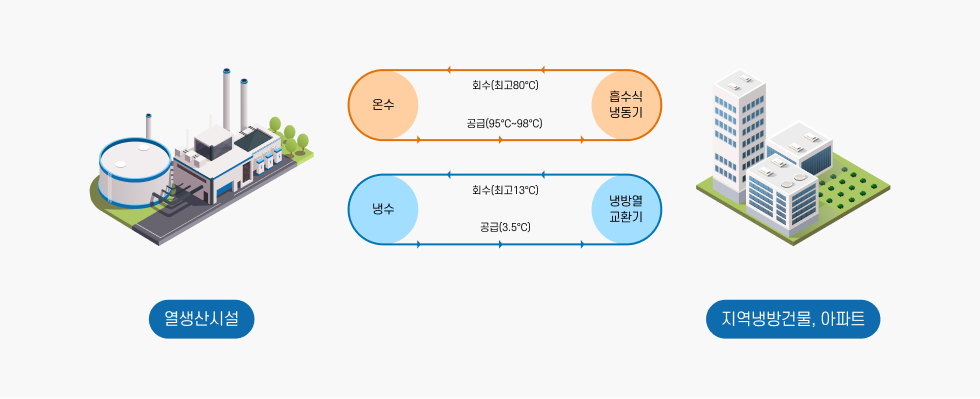 온수
회수(최고80℃)
공급(95℃~98℃)
흡수식
냉동기
냉수
회수(최고13℃)
공급(3.5℃)
냉방열
교환기
열생산시설
지역냉방건물, 아파트